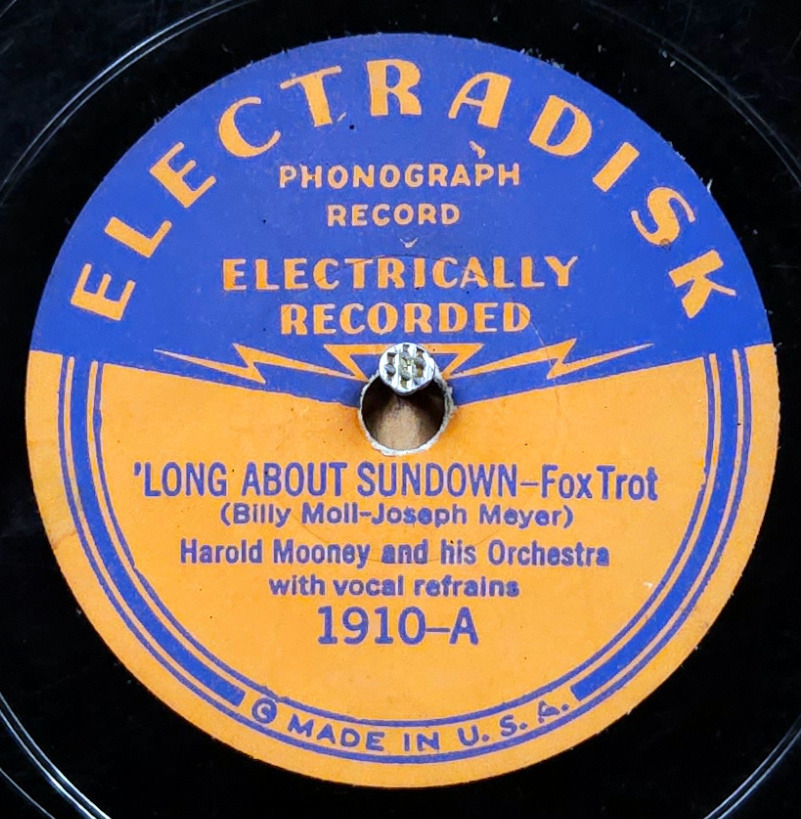 ELECTRADISK
PHONOGRAPH
RECORD
ELECTRICALLY
RECORDED
'LONG ABOUT SUNDOWN–Fox Trot
(Billy Moll-Joseph Meyer)
Harold Mooney and his Orchestra
with vocal refrains
1910–A
© MADE IN U.S.A.